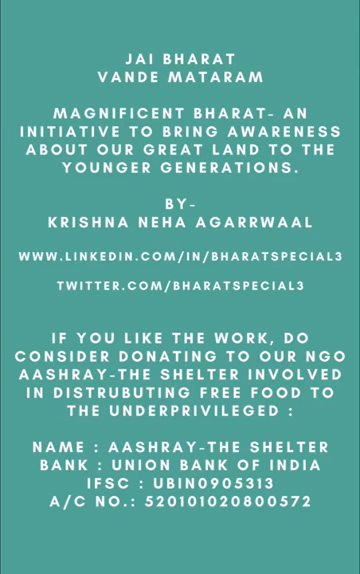 JAI BHARAT
VANDE MATARAM
MAGNIFICENT BHARAT- AN
INITIATIVE TO BRING AWARENESS
ABOUT OUR GREAT LAND TO THE
YOUNGER GENERATIONS.
BY-
KRISHNA NEHA AGARRWAAL
WWW.LINKEDIN.COM/IN/BHARATSPECIAL3
TWITTER.COM/BHARATSPECIAL3
IF YOU LIKE THE WORK, DO
CONSIDER DONATING TO OUR NGO
AASHRAY-THE SHELTER INVOLVED
IN DISTRUBUTING FREE FOOD TO
THE UNDERPRIVILEGED :
NAME : AASHRAY-THE SHELTER
BANK : UNION BANK OF INDIA
IFSC : UBIN0905313
A/C NO.: 520101020800572